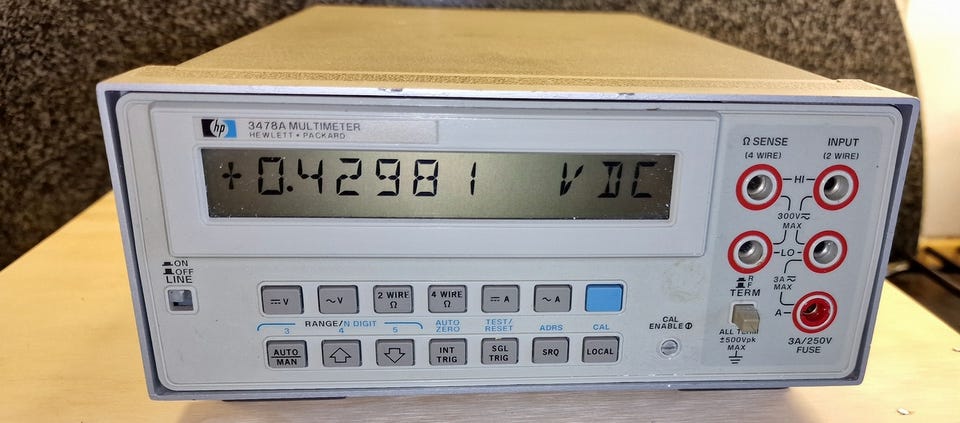 hp 3478A MULTIMETER
HEWLETT • PACKARD
+0.42981 V DC
ON
OFF
LINE
⎓ V
~ V
2 WIRE Ω
4 WIRE Ω
⎓ A
~ A
RANGE/N DIGIT
3 4 5
AUTO ZERO
TEST/RESET
ADRS
CAL
AUTO MAN
INT TRIG
SGL TRIG
SRQ
LOCAL
CAL ENABLE
Ω SENSE
(4 WIRE)
INPUT
(2 WIRE)
HI
300V
MAX
LO
3A
MAX
R
F
TERM
A
ALL TERM
±500Vpk
MAX
3A/250V
FUSE